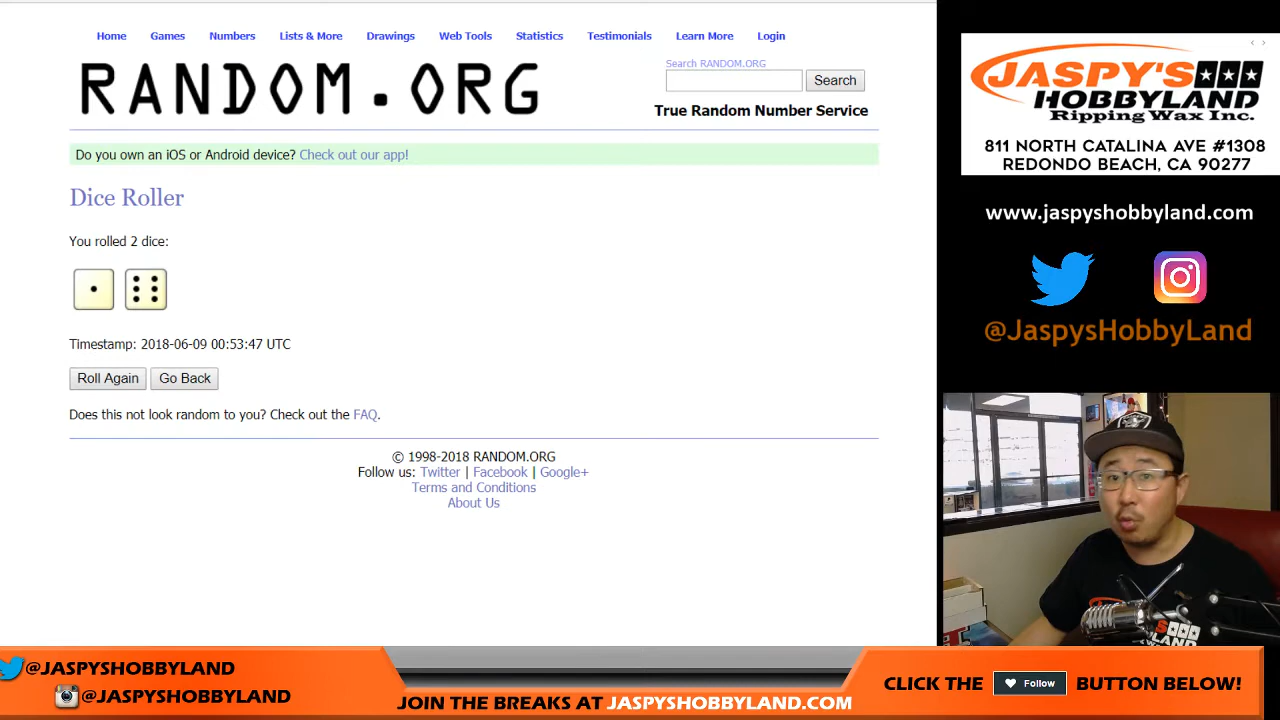 Home Games Numbers Lists & More Drawings Web Tools Statistics Testimonials Learn More Login
RANDOM.ORG
Search RANDOM.ORG
Search
True Random Number Service
Do you own an iOS or Android device? Check out our app!
Dice Roller
You rolled 2 dice:
Timestamp: 2018-06-09 00:53:47 UTC
Roll Again Go Back
Does this not look random to you? Check out the FAQ.
© 1998-2018 RANDOM.ORG
Follow us: Twitter | Facebook | Google+
Terms and Conditions
About Us
JASPY'S
HOBBYLAND
Ripping Wax Inc.
811 NORTH CATALINA AVE #1308
REDONDO BEACH, CA 90277
www.jaspyshobbyland.com
@JaspysHobbyLand
@JASPYSHOBBYLAND
@JASPYSHOBBYLAND
JOIN THE BREAKS AT JASPYSHOBBYLAND.COM
CLICK THE Follow BUTTON BELOW!